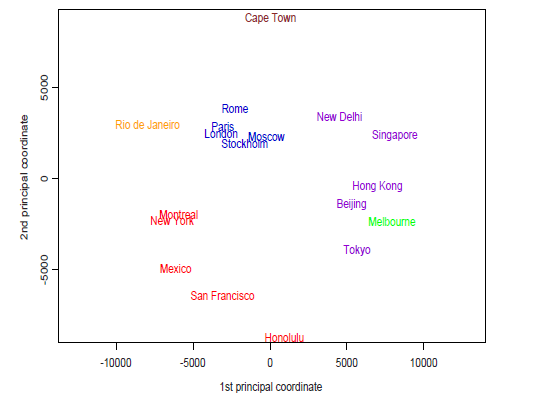 Cape Town
Rome
Rio de Janeiro
Paris
London
Moscow
Stockholm
New Delhi
Singapore
Hong Kong
Beijing
Melbourne
Montreal
New York
Tokyo
Mexico
San Francisco
Honolulu
5000
0
-5000
2nd principal coordinate
-10000 -5000 0 5000 10000
1st principal coordinate